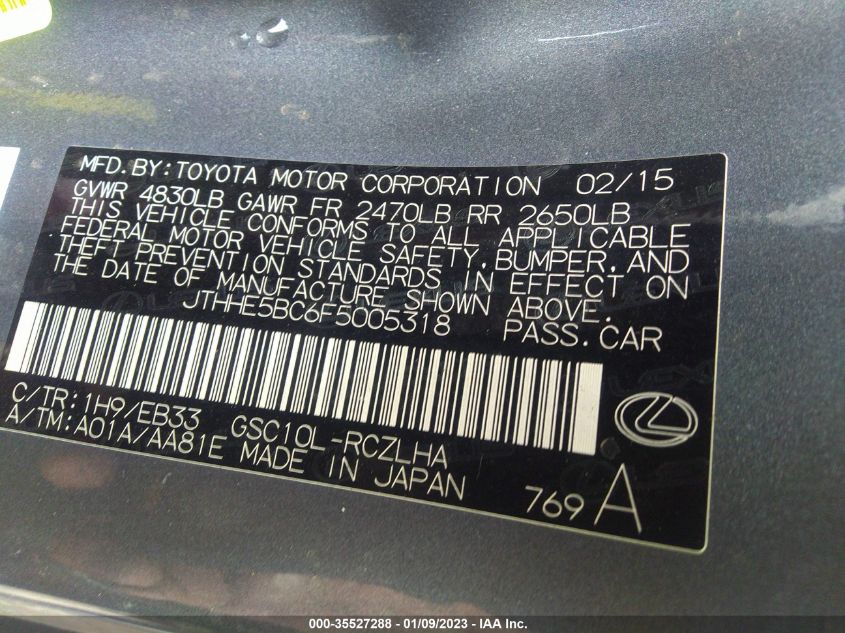 MFD.BY:TOYOTA MOTOR CORPORATION 02/15
GVWR 4830LB GAWR FR 2470LB RR 2650LB
THIS VEHICLE CONFORMS TO ALL APPLICABLE
FEDERAL MOTOR VEHICLE SAFETY,BUMPER,AND
THEFT PREVENTION STANDARDS IN EFFECT ON
THE DATE OF MANUFACTURE SHOWN ABOVE.
JTHHE5BC6F5005318 PASS.CAR
C/TR:1H9/EB33 GSC10L-RCZLHA
A/TM:A01A/AA81E MADE IN JAPAN
769 A
000-35527288 - 01/09/2023 - IAA Inc.